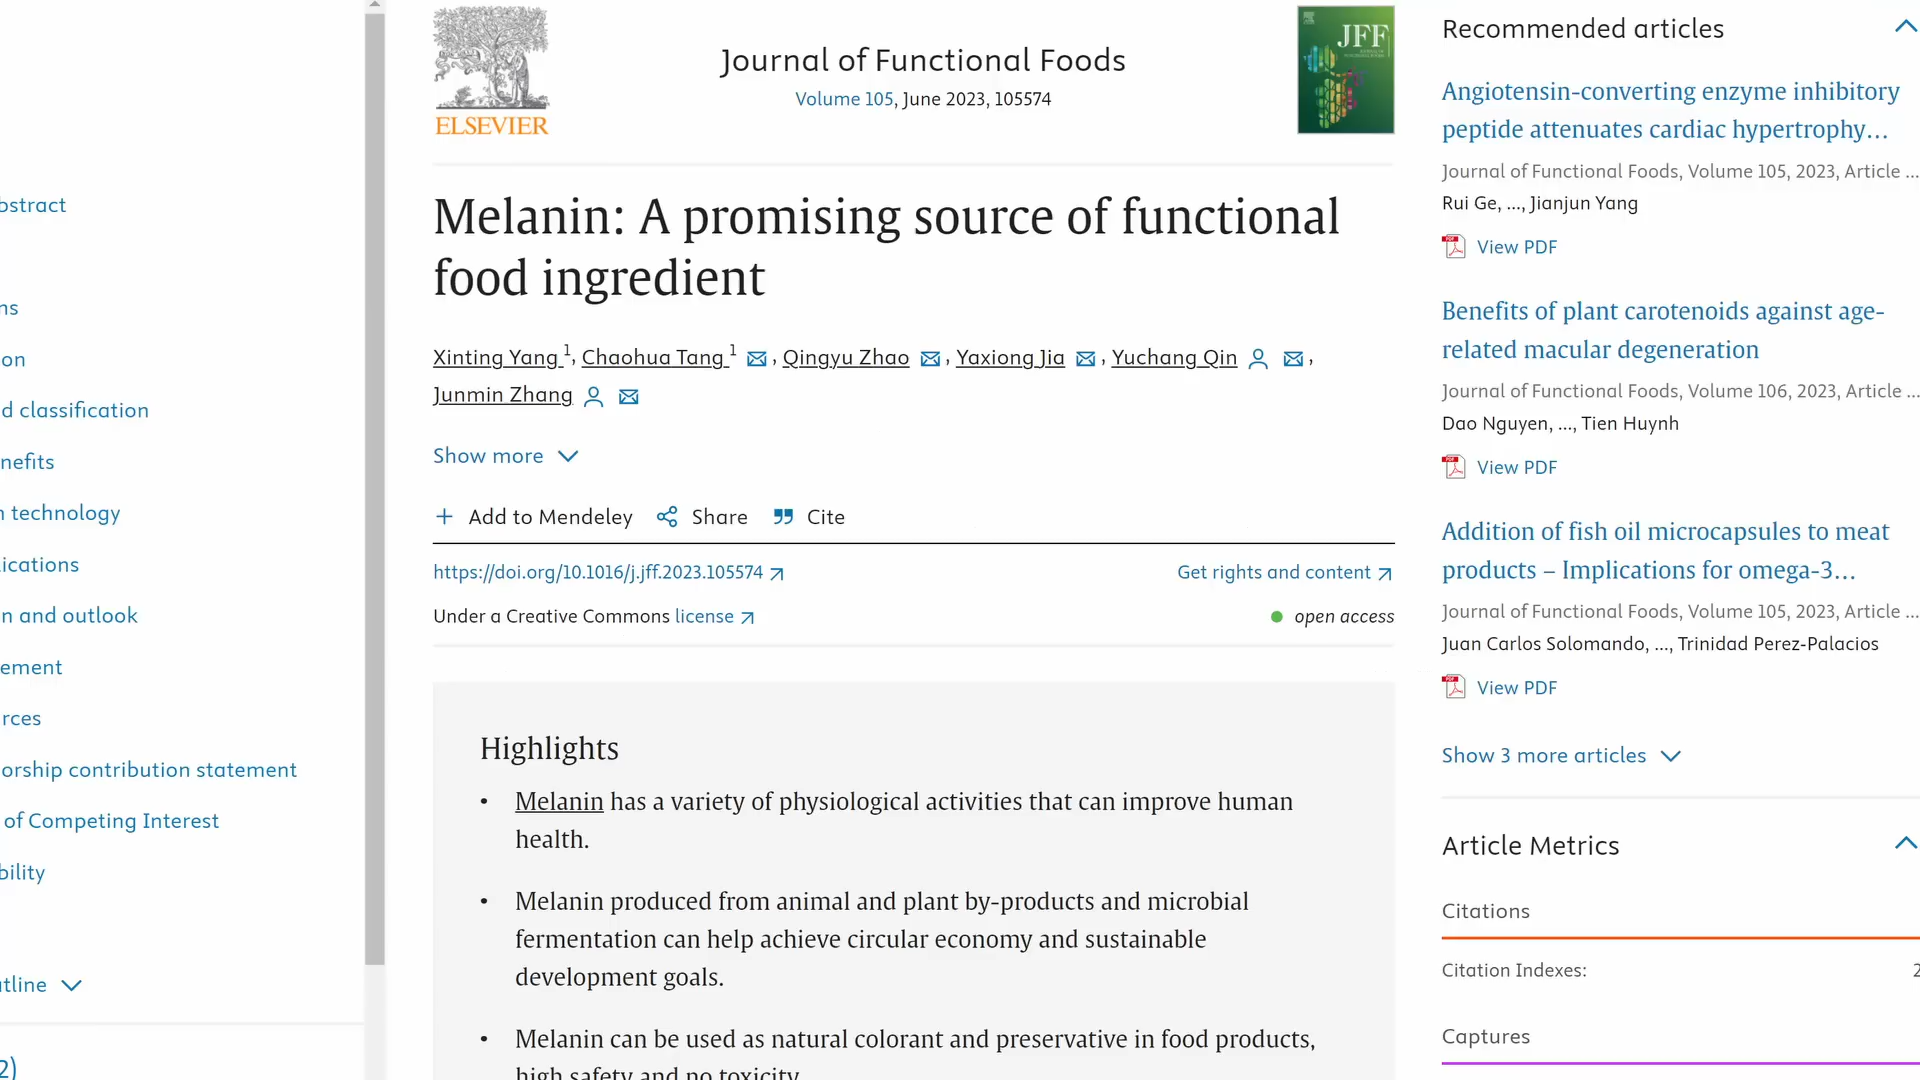 bstract
ns
on
d classification
nefits
n technology
ications
n and outlook
ement
rces
orship contribution statement
of Competing Interest
bility
utline
2)
ELSEVIER
Journal of Functional Foods
Volume 105, June 2023, 105574
JFF
Melanin: A promising source of functional
food ingredient
Xinting Yang 1, Chaohua Tang 1, Qingyu Zhao, Yaxiong Jia, Yuchang Qin,
Junmin Zhang
Show more
Add to Mendeley Share Cite
https://doi.org/10.1016/j.jff.2023.105574 Get rights and content
Under a Creative Commons license open access
Highlights
• Melanin has a variety of physiological activities that can improve human
health.
• Melanin produced from animal and plant by-products and microbial
fermentation can help achieve circular economy and sustainable
development goals.
• Melanin can be used as natural colorant and preservative in food products,
high safety and no toxicity.
Recommended articles
Angiotensin-converting enzyme inhibitory
peptide attenuates cardiac hypertrophy...
Journal of Functional Foods, Volume 105, 2023, Article ...
Rui Ge, ..., Jianjun Yang
View PDF
Benefits of plant carotenoids against age-
related macular degeneration
Journal of Functional Foods, Volume 106, 2023, Article ...
Dao Nguyen, ..., Tien Huynh
View PDF
Addition of fish oil microcapsules to meat
products – Implications for omega-3...
Journal of Functional Foods, Volume 105, 2023, Article ...
Juan Carlos Solomando, ..., Trinidad Perez-Palacios
View PDF
Show 3 more articles
Article Metrics
Citations
Citation Indexes: 2
Captures